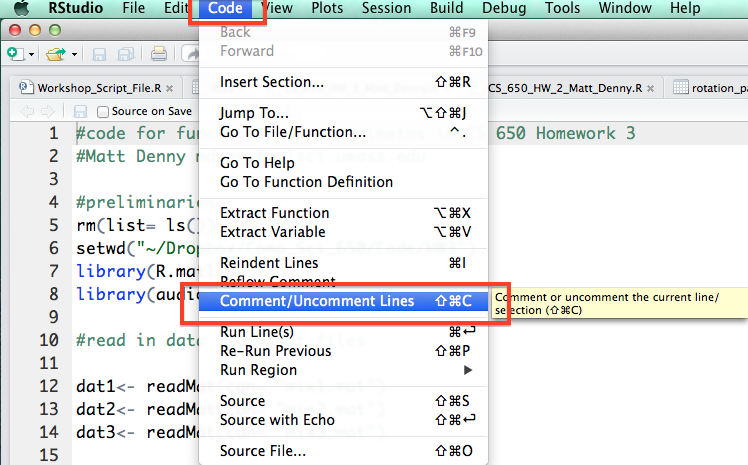 RStudio File Edit Code View Plots Session Build Debug Tools Window Help
Back ⌘F9
Forward ⌘F10
Insert Section... ⇧⌘R
Jump To... ⌥⇧⌘J
Go To File/Function... ⌃.
Go To Help
Go To Function Definition
Extract Function ⌥⌘X
Extract Variable ⌥⌘V
Reindent Lines ⌘I
Reflow Comment
Comment/Uncomment Lines ⇧⌘C
Run Line(s) ⌘↩
Re-Run Previous ⇧⌘P
Run Region ▶
Source ⇧⌘S
Source with Echo ⇧⌘↩
Source File... ⇧⌘O
Comment or uncomment the current line/
selection (⇧⌘C)
Workshop_Script_File.R CS_650_HW_2_Matt_Denny.R rotation_pa
Source on Save
1 #code for fun 650 Homework 3
2 #Matt Denny
3
4 #preliminari
5 rm(list= ls()
6 setwd("~/Drop
7 library(R.mat
8 library(audio
9
10 #read in data
11
12 dat1<- readMa
13 dat2<- readMa
14 dat3<- readMa
15